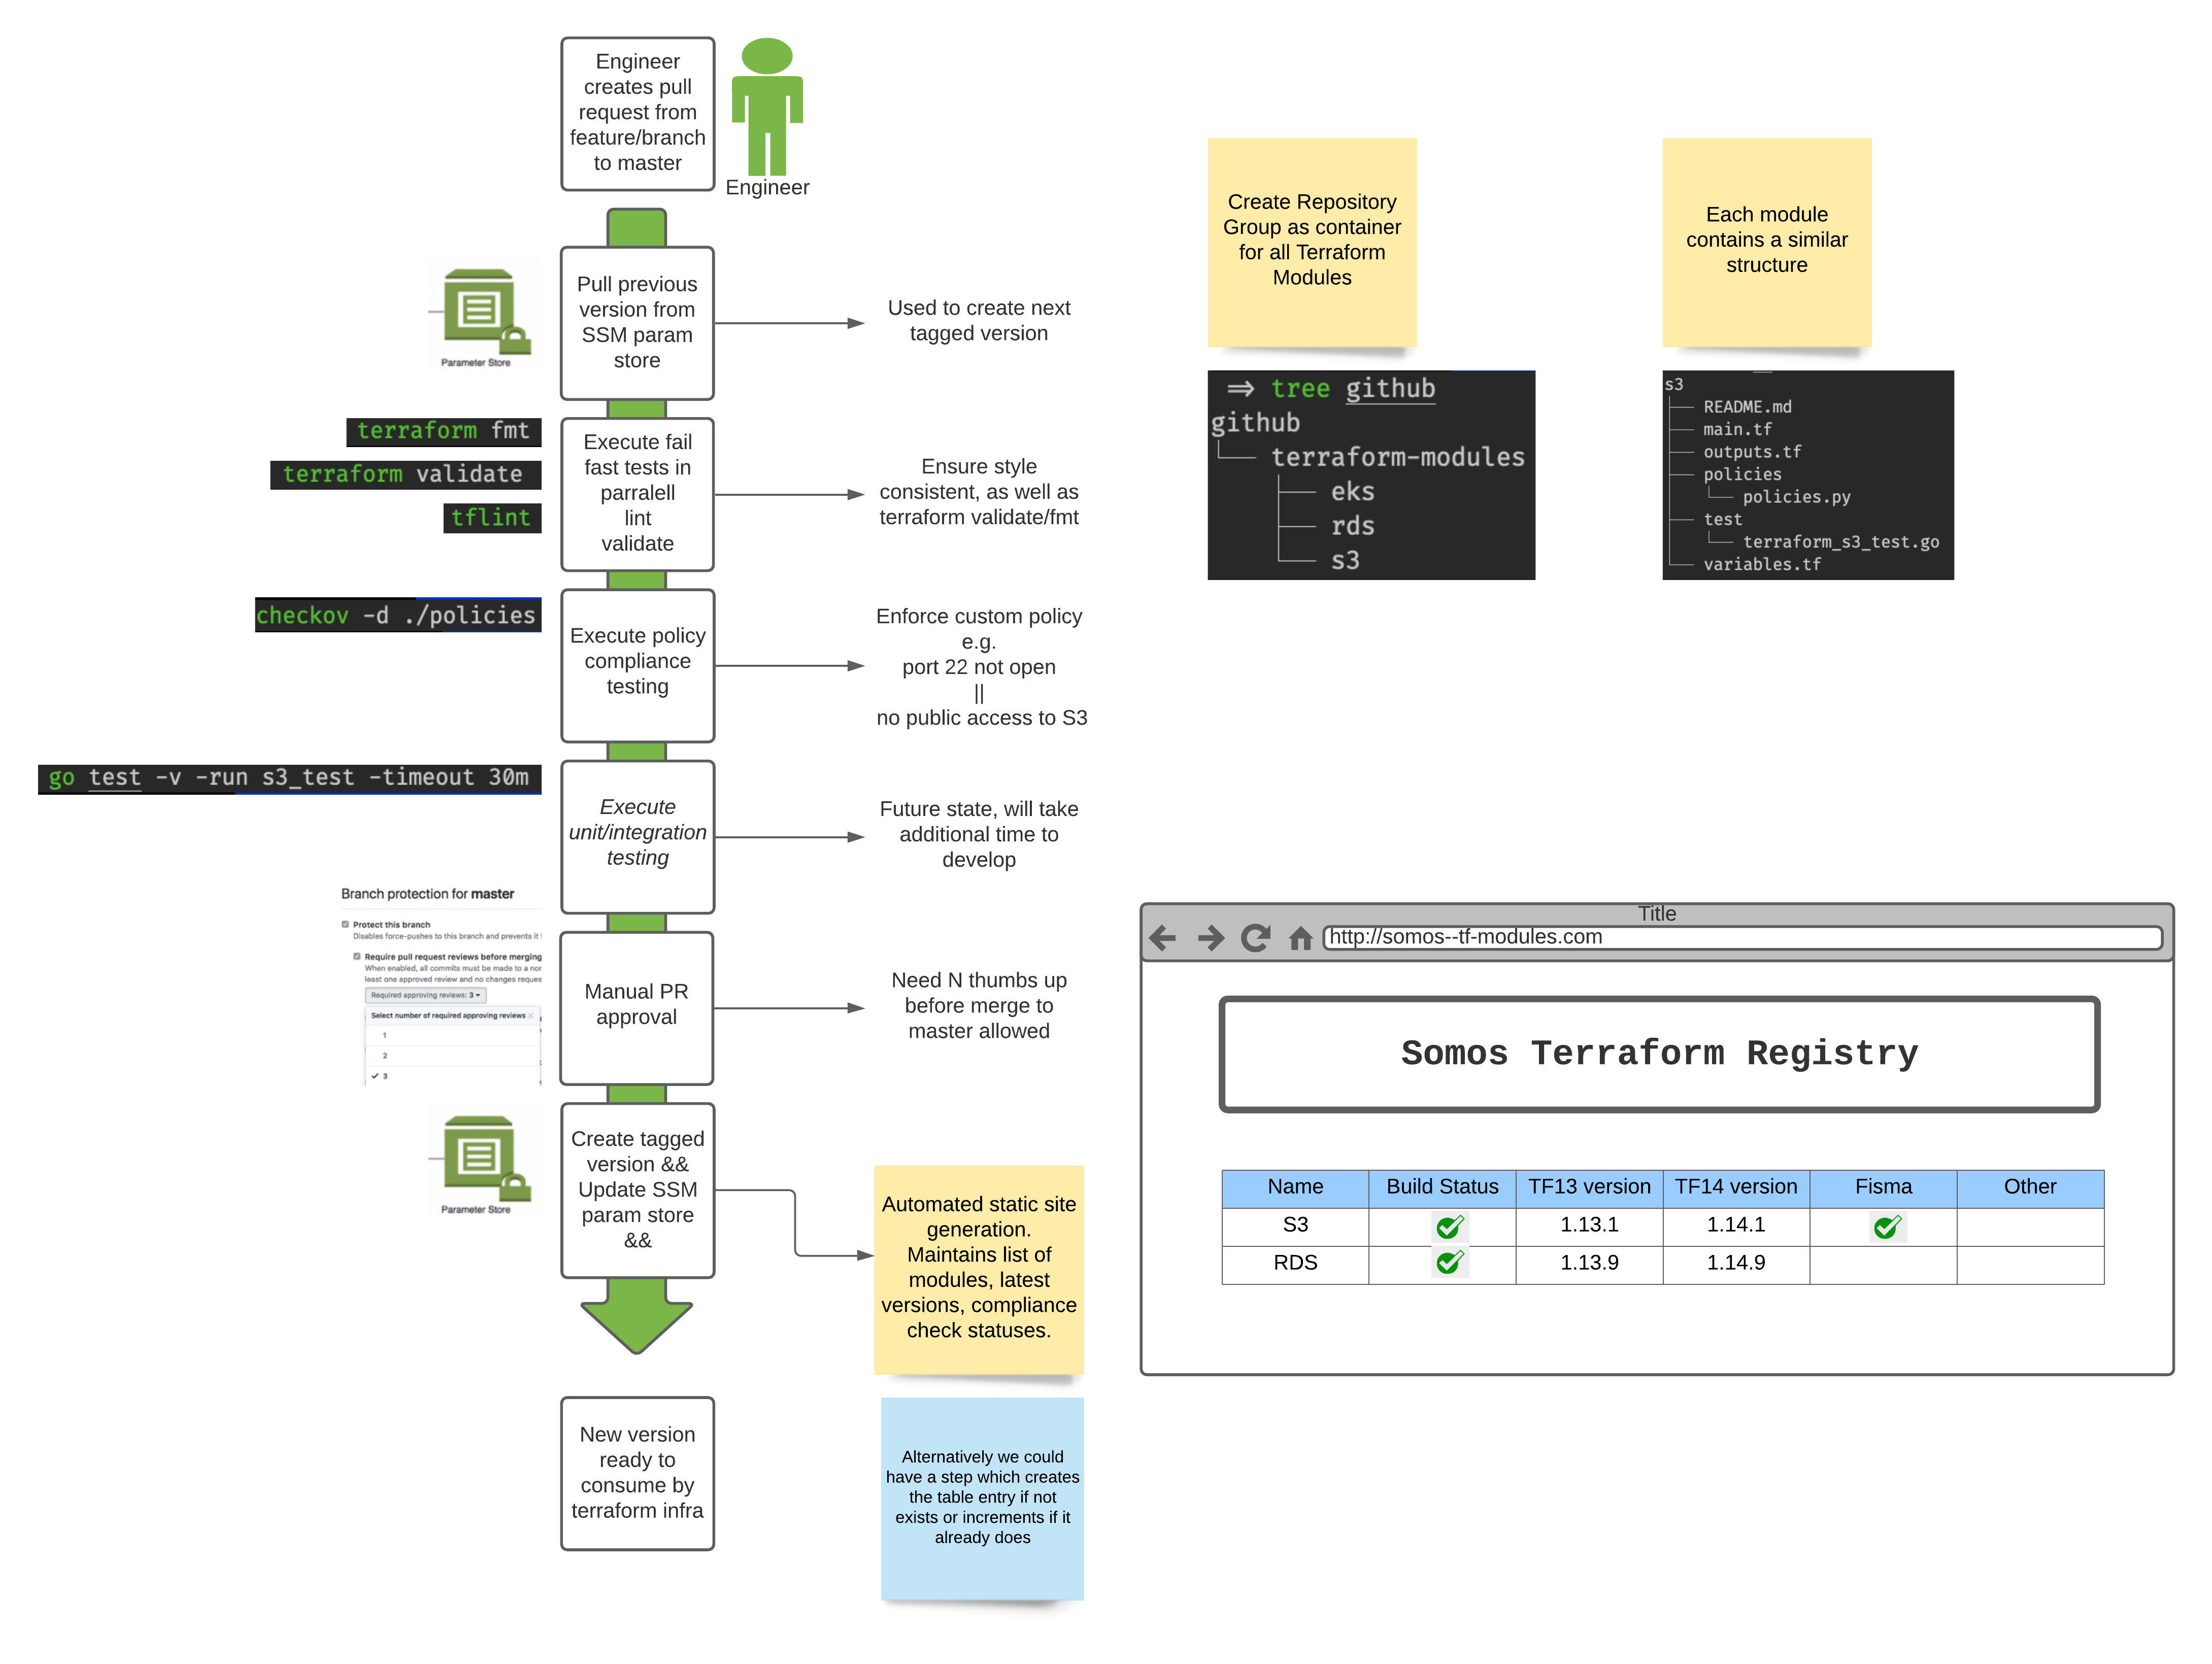 Engineer
creates pull
request from
feature/branch
to master
Engineer
Pull previous
version from
SSM param
store
Parameter Store
Used to create next
tagged version
terraform fmt
terraform validate
tflint
Execute fail
fast tests in
parralell
lint
validate
Ensure style
consistent, as well as
terraform validate/fmt
checkov -d ./policies
Execute policy
compliance
testing
Enforce custom policy
e.g.
port 22 not open
||
no public access to S3
go test -v -run s3_test -timeout 30m
Execute
unit/integration
testing
Future state, will take
additional time to
develop
Branch protection for master
Protect this branch
Disables force-pushes to this branch and prevents it
Require pull request reviews before merging
When enabled, all commits must be made to a nor
least one approved review and no changes reques
Required approving reviews: 3
Select number of required approving reviews
1
2
3
Manual PR
approval
Need N thumbs up
before merge to
master allowed
Parameter Store
Create tagged
version &&
Update SSM
param store
&&
Automated static site
generation.
Maintains list of
modules, latest
versions, compliance
check statuses.
New version
ready to
consume by
terraform infra
Alternatively we could
have a step which creates
the table entry if not
exists or increments if it
already does
Create Repository
Group as container
for all Terraform
Modules
⇒ tree github
github
└── terraform-modules
├── eks
├── rds
└── s3
Each module
contains a similar
structure
s3
├── README.md
├── main.tf
├── outputs.tf
├── policies
│ └── policies.py
├── test
│ └── terraform_s3_test.go
└── variables.tf
Title
http://somos--tf-modules.com
Somos Terraform Registry
Name Build Status TF13 version TF14 version Fisma Other
S3 1.13.1 1.14.1
RDS 1.13.9 1.14.9